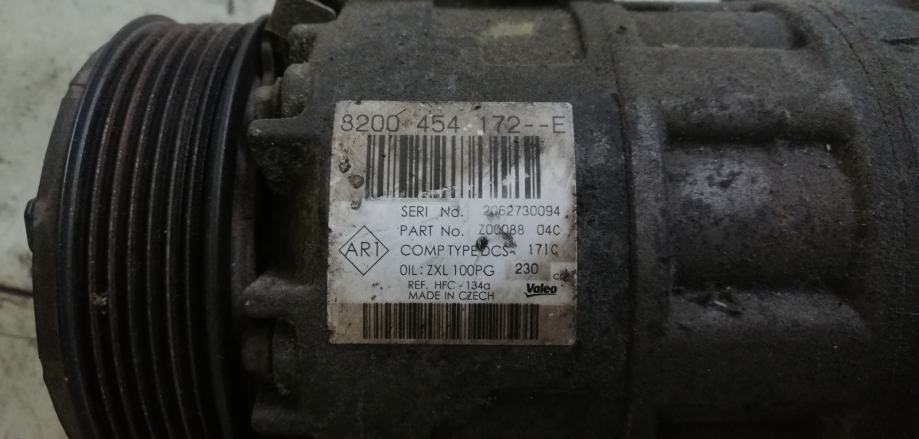 8200 454 172--E
SERI No. 2062730094
PART No. Z00088 04C
AR1
COMP TYPE DCS- 171C
OIL: ZXL 100PG 230
REF. HFC - 134a
MADE IN CZECH
Valeo